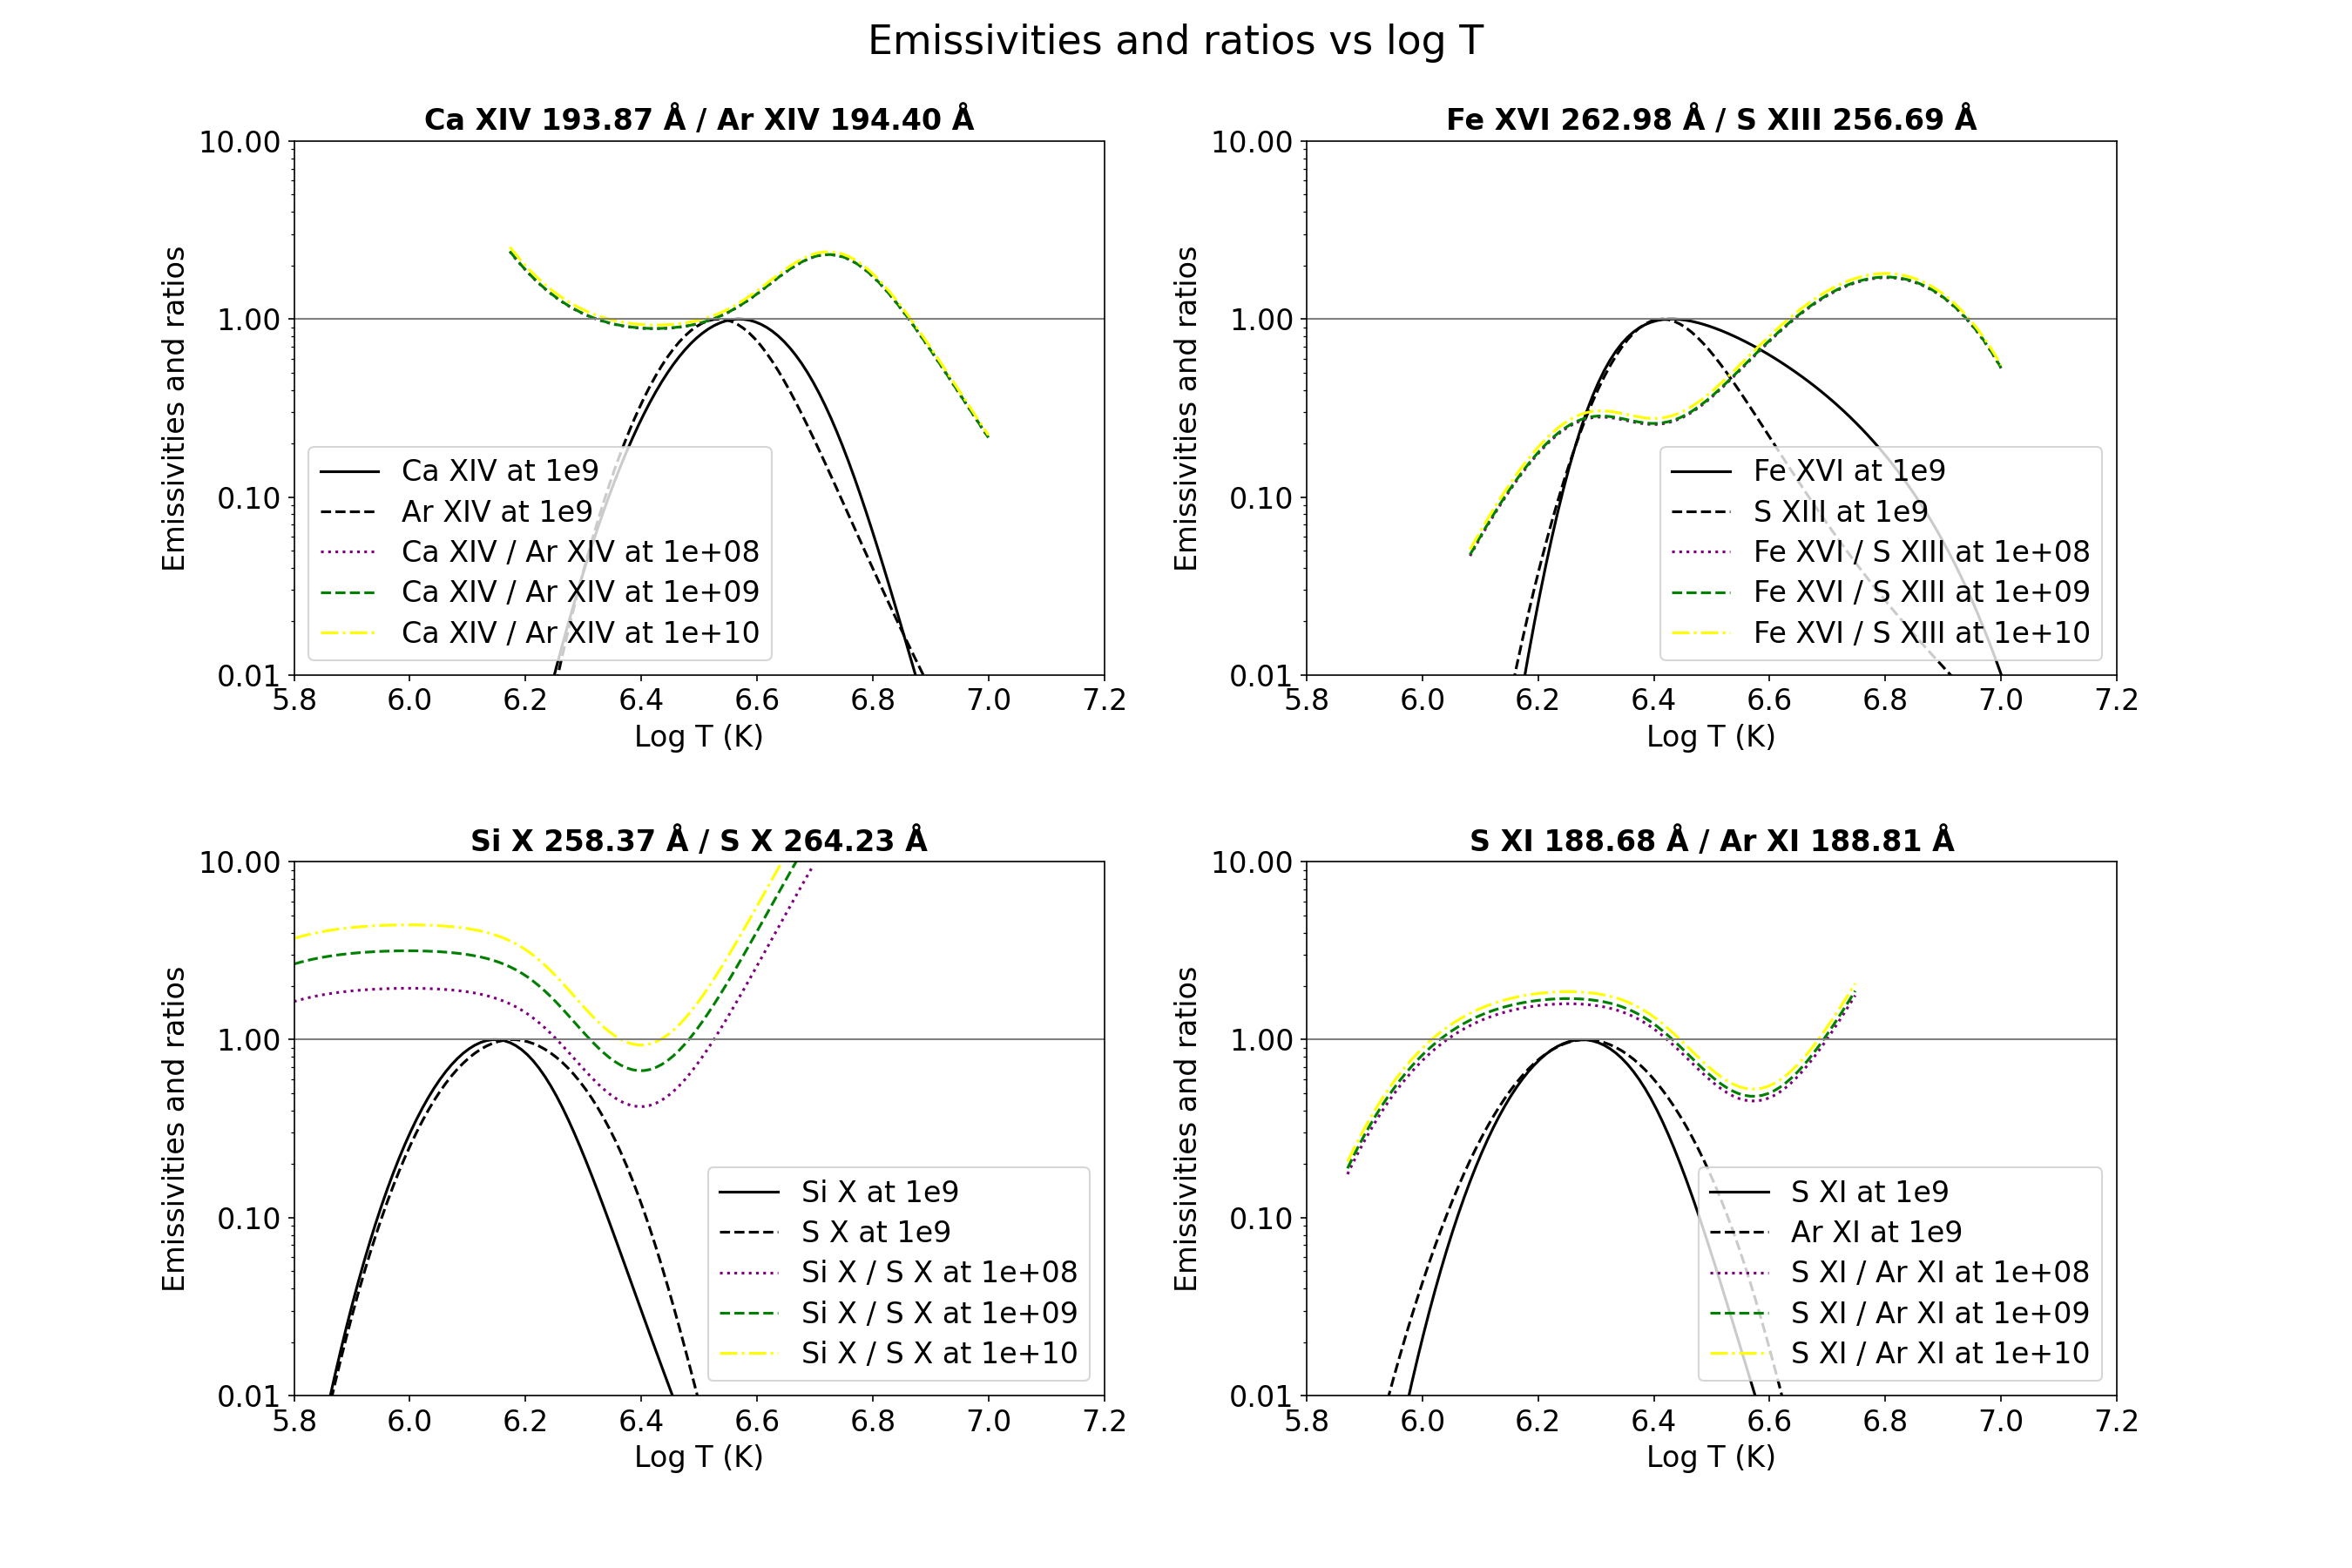 Emissivities and ratios vs log T
Ca XIV 193.87 Å / Ar XIV 194.40 Å
10.00
1.00
0.10
0.01
Emissivities and ratios
Ca XIV at 1e9
Ar XIV at 1e9
Ca XIV / Ar XIV at 1e+08
Ca XIV / Ar XIV at 1e+09
Ca XIV / Ar XIV at 1e+10
5.8 6.0 6.2 6.4 6.6 6.8 7.0 7.2
Log T (K)
Fe XVI 262.98 Å / S XIII 256.69 Å
10.00
1.00
0.10
0.01
Emissivities and ratios
Fe XVI at 1e9
S XIII at 1e9
Fe XVI / S XIII at 1e+08
Fe XVI / S XIII at 1e+09
Fe XVI / S XIII at 1e+10
5.8 6.0 6.2 6.4 6.6 6.8 7.0 7.2
Log T (K)
Si X 258.37 Å / S X 264.23 Å
10.00
1.00
0.10
0.01
Emissivities and ratios
Si X at 1e9
S X at 1e9
Si X / S X at 1e+08
Si X / S X at 1e+09
Si X / S X at 1e+10
5.8 6.0 6.2 6.4 6.6 6.8 7.0 7.2
Log T (K)
S XI 188.68 Å / Ar XI 188.81 Å
10.00
1.00
0.10
0.01
Emissivities and ratios
S XI at 1e9
Ar XI at 1e9
S XI / Ar XI at 1e+08
S XI / Ar XI at 1e+09
S XI / Ar XI at 1e+10
5.8 6.0 6.2 6.4 6.6 6.8 7.0 7.2
Log T (K)